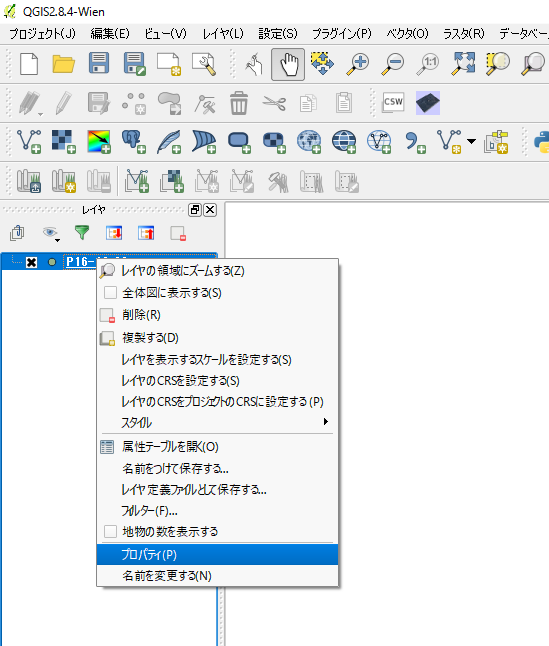 QGIS2.8.4-Wien
プロジェクト(J) 編集(E) ビュー(V) レイヤ(L) 設定(S) プラグイン(P) ベクタ(O) ラスタ(R) データベー
1:1
CSW
レイヤ
P16-
レイヤの領域にズームする(Z)
全体図に表示する(S)
削除(R)
複製する(D)
レイヤを表示するスケールを設定する(S)
レイヤのCRSを設定する(S)
レイヤのCRSをプロジェクトのCRSに設定する(P)
スタイル
属性テーブルを開く(O)
名前をつけて保存する...
レイヤ定義ファイルとして保存する...
フィルター(F)...
地物の数を表示する
プロパティ(P)
名前を変更する(N)